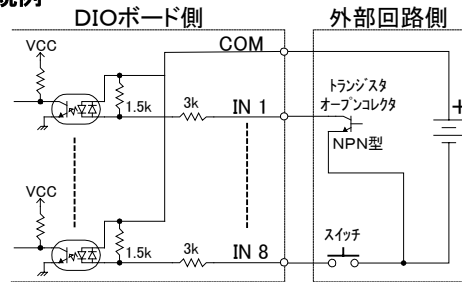 続例
DIOボード側
外部回路側
VCC
COM
トランジスタ
オープンコレクタ
1.5k
3k
IN 1
+
NPN型
VCC
スイッチ
1.5k
3k
IN 8